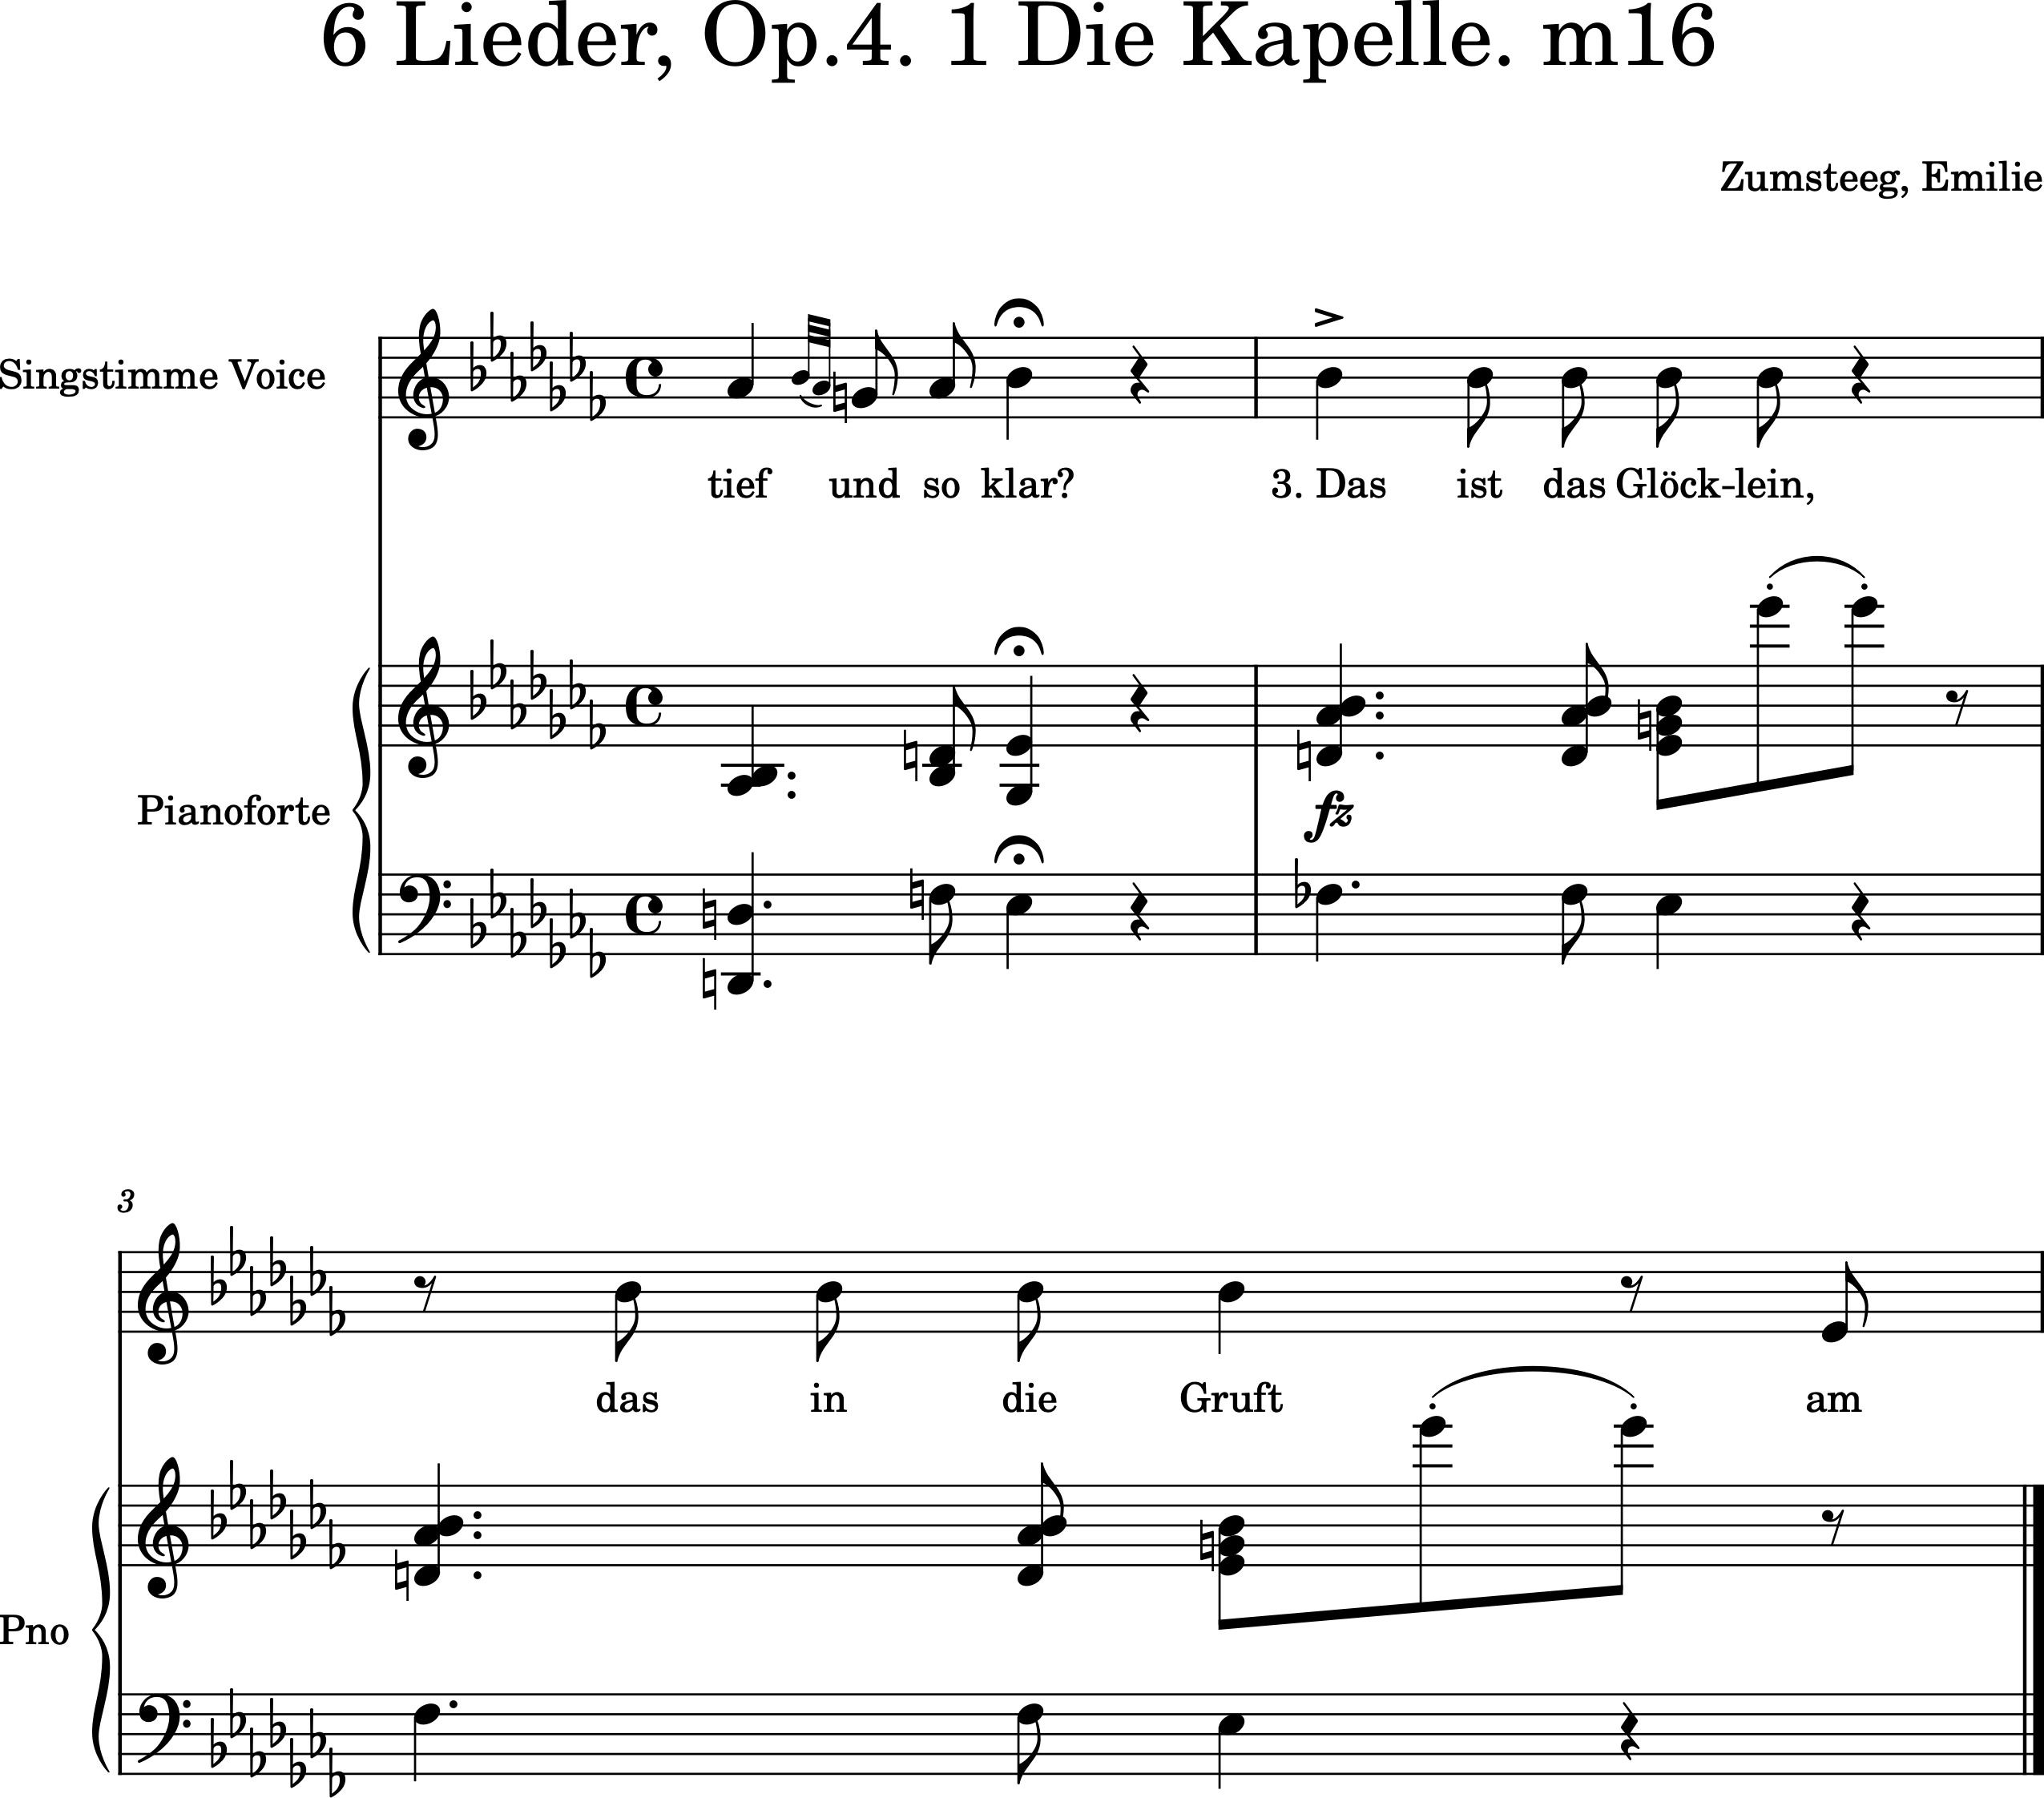 6 Lieder, Op.4. 1 Die Kapelle. m16
Zumsteeg, Emilie
Singstimme Voice
tief und so klar? 3. Das ist das Glöck-lein,
Pianoforte
fz
3
das in die Gruft am
Pno